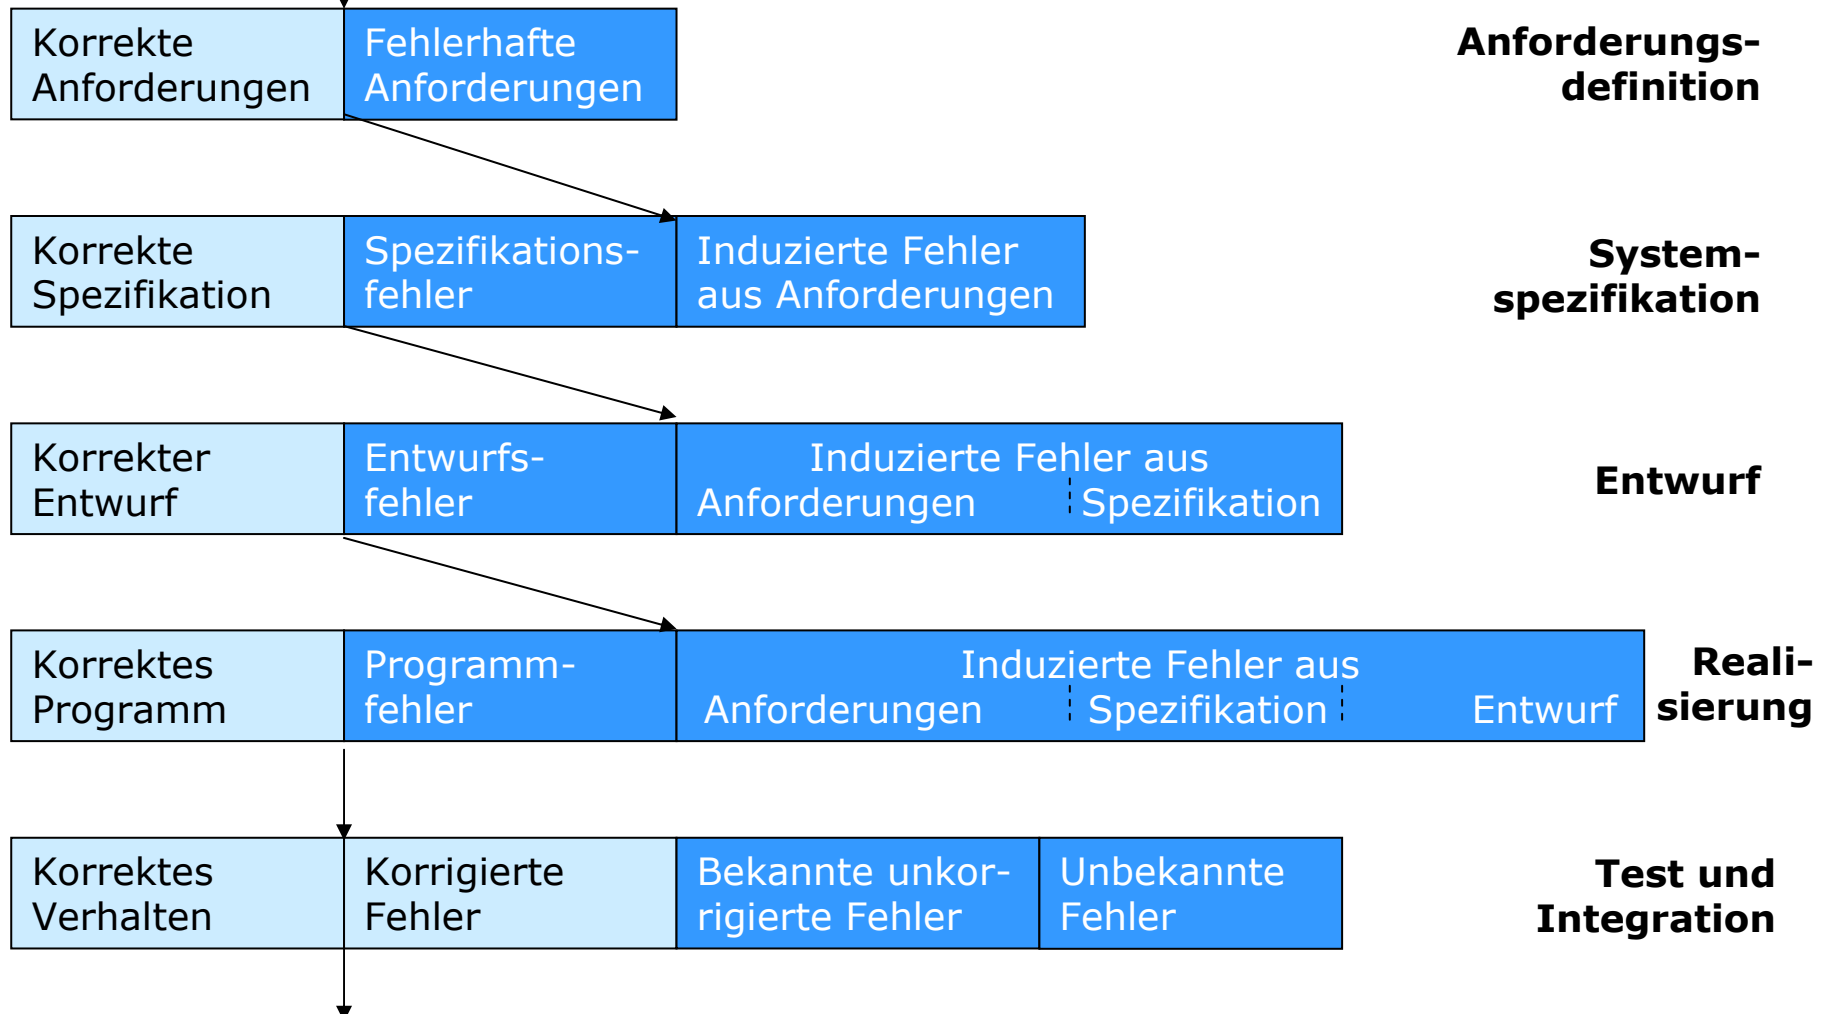 Korrekte
Anforderungen
Fehlerhafte
Anforderungen
Anforderungs-
definition
Korrekte
Spezifikation
Spezifikations-
fehler
Induzierte Fehler
aus Anforderungen
System-
spezifikation
Korrekter
Entwurf
Entwurfs-
fehler
Induzierte Fehler aus
Anforderungen Spezifikation
Entwurf
Korrektes
Programm
Programm-
fehler
Induzierte Fehler aus
Anforderungen Spezifikation Entwurf
Reali-
sierung
Korrektes
Verhalten
Korrigierte
Fehler
Bekannte unkor-
rigierte Fehler
Unbekannte
Fehler
Test und
Integration